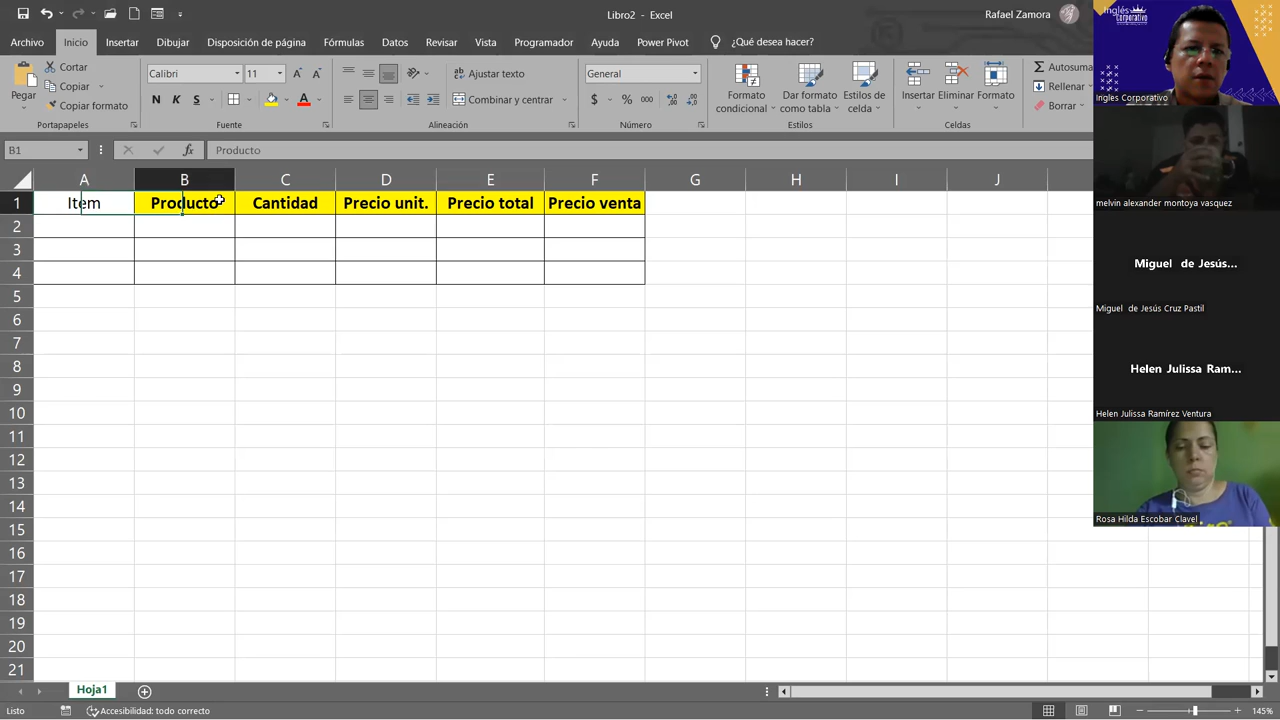 Libro2 - Excel
Rafael Zamora
Archivo Inicio Insertar Dibujar Disposición de página Fórmulas Datos Revisar Vista Programador Ayuda Power Pivot ¿Qué desea hacer?
Pegar
Cortar
Copiar
Copiar formato
Portapapeles
Calibri 11
N K S
Fuente
Ajustar texto
Combinar y centrar
Alineación
General
$ % 000
Número
Formato condicional
Dar formato como tabla
Estilos de celda
Estilos
Insertar Eliminar Formato
Celdas
Autosuma
Rellenar
Borrar
B1
fx
Producto
A B C D E F G H I J
1 Item Producto Cantidad Precio unit. Precio total Precio venta
2
3
4
5
6
7
8
9
10
11
12
13
14
15
16
17
18
19
20
21
Hoja1
Listo
Accesibilidad: todo correcto
145%
Inglés Corporativo
Ingles Corporativo
melvin alexander montoya vasquez
Miguel de Jesús...
Miguel de Jesús Cruz Pastil
Helen Julissa Ram...
Helen Julissa Ramírez Ventura
Rosa Hilda Escobar Clavel